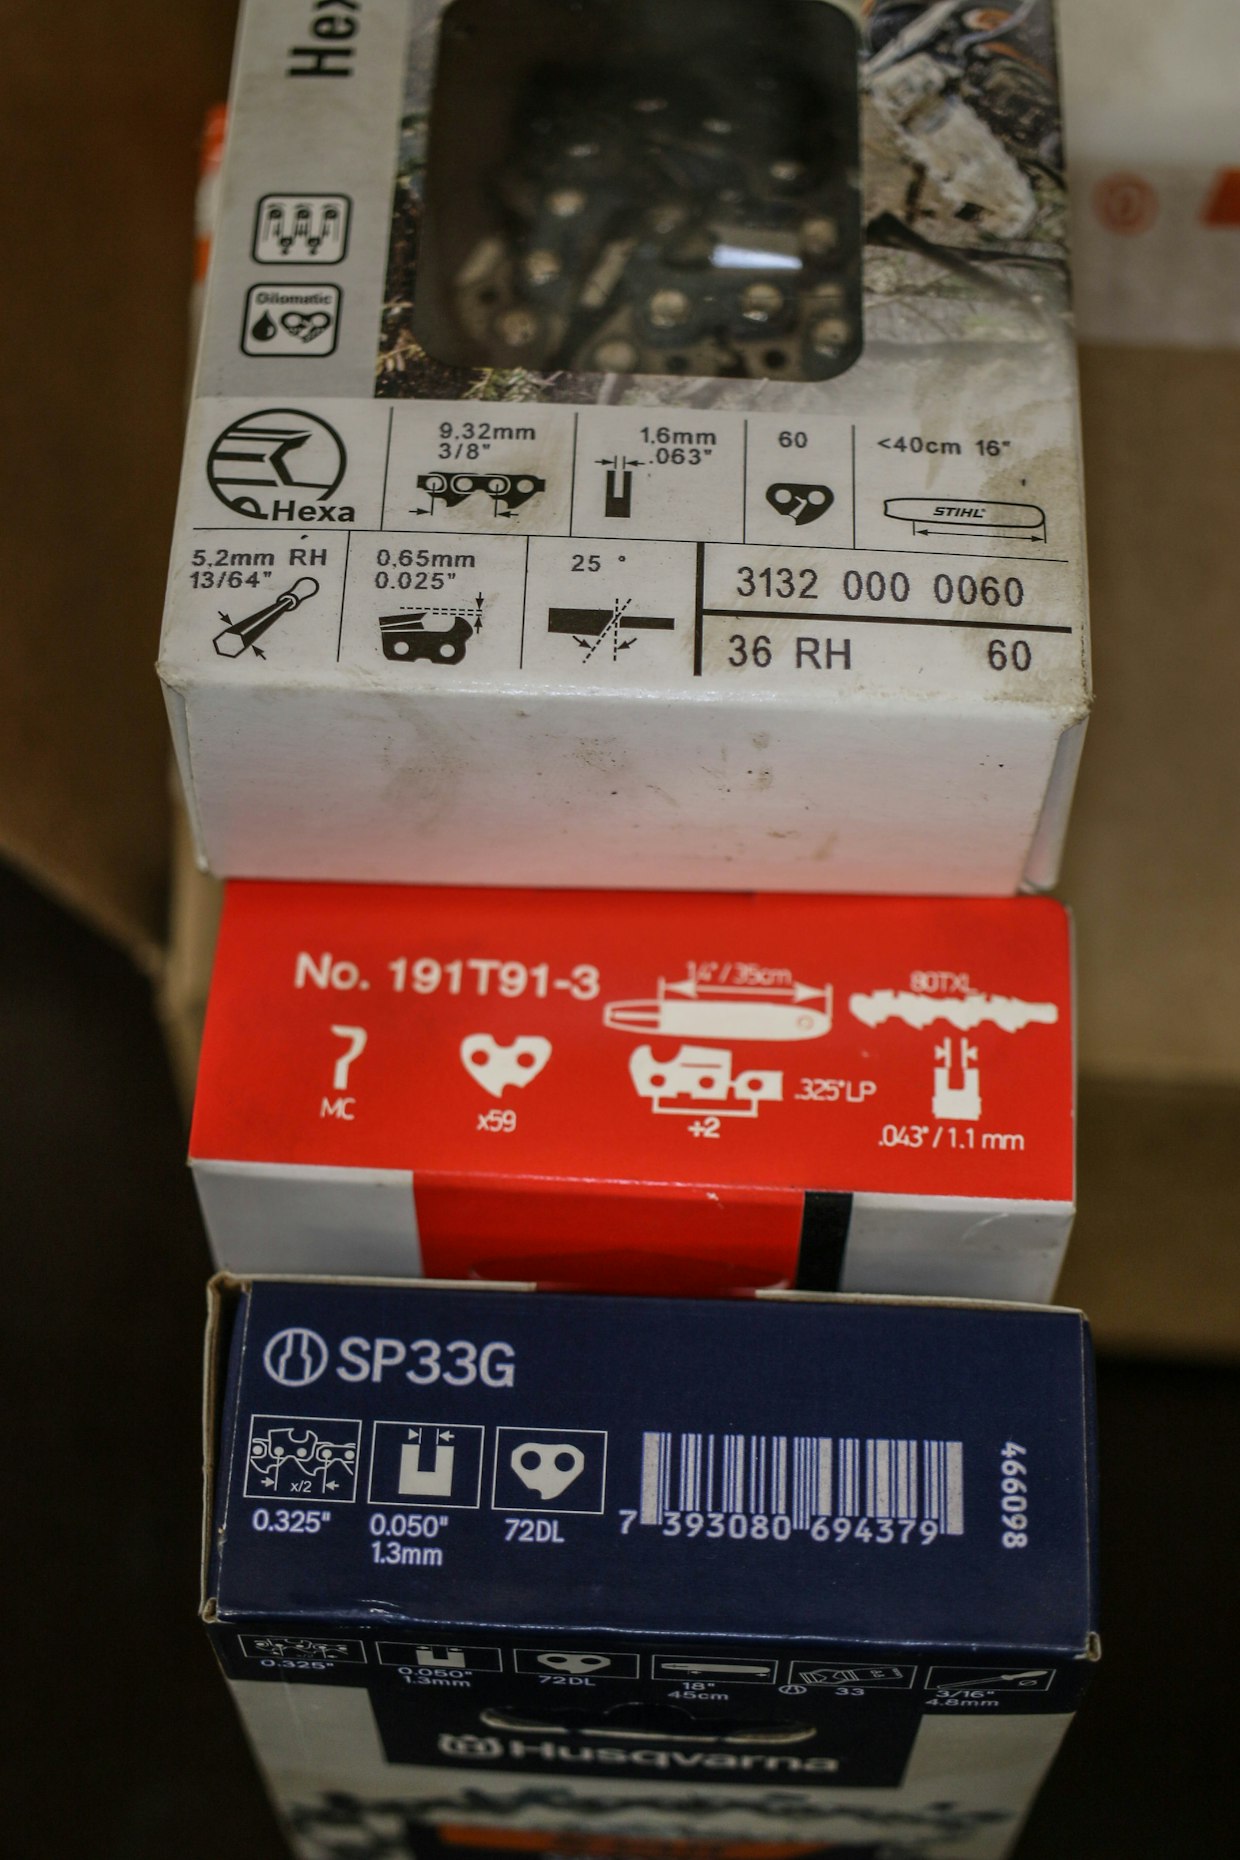 Hex
Oilomatic
Hexa
9,32mm
3/8"
1.6mm
.063"
60
<40cm 16"
STIHL®
5,2mm RH
13/64"
0,65mm
0.025"
25 °
3132 000 0060
36 RH 60
No. 191T91-3
14"/35cm
80TXL
MC
x59
÷2
.325"LP
.043"/1.1 mm
SP33G
x/2
0.325"
0.050"
1.3mm
72DL
7 393080 694379
466098
0.325"
0.050"
1.3mm
72DL
18"
45cm
33
3/16"
4.8mm
Husqvarna